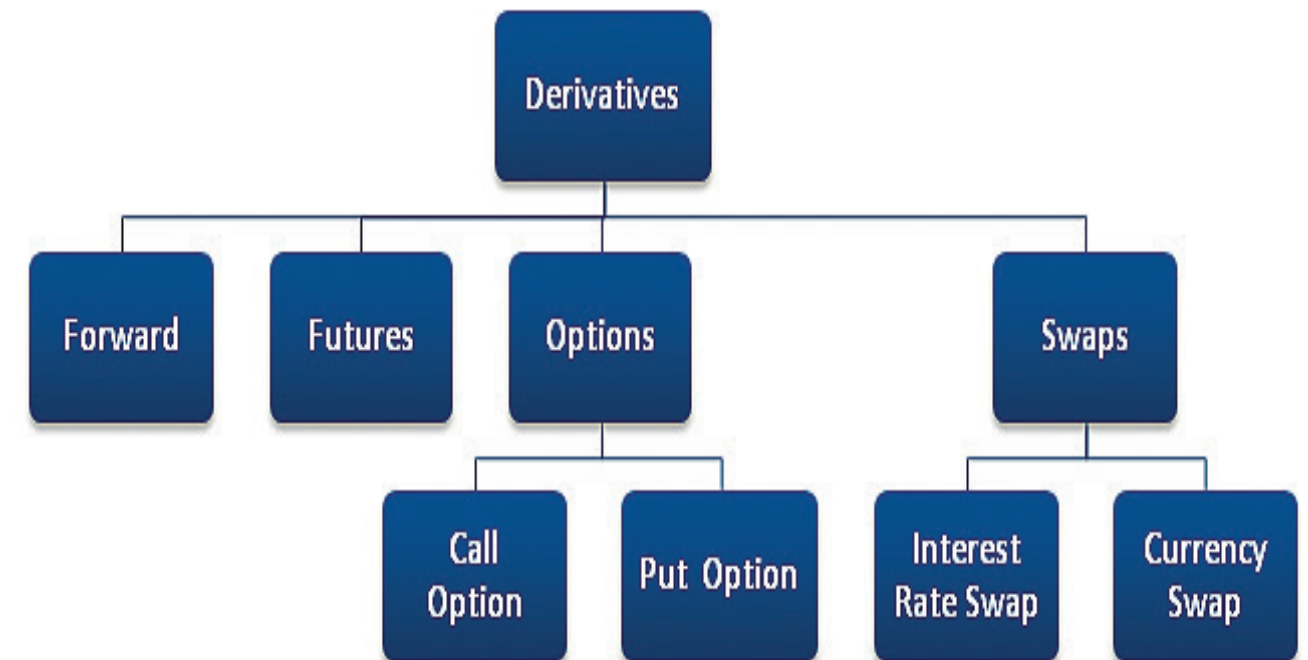 Derivatives
Forward
Futures
Options
Swaps
Call
Option
Put Option
Interest
Rate Swap
Currency
Swap